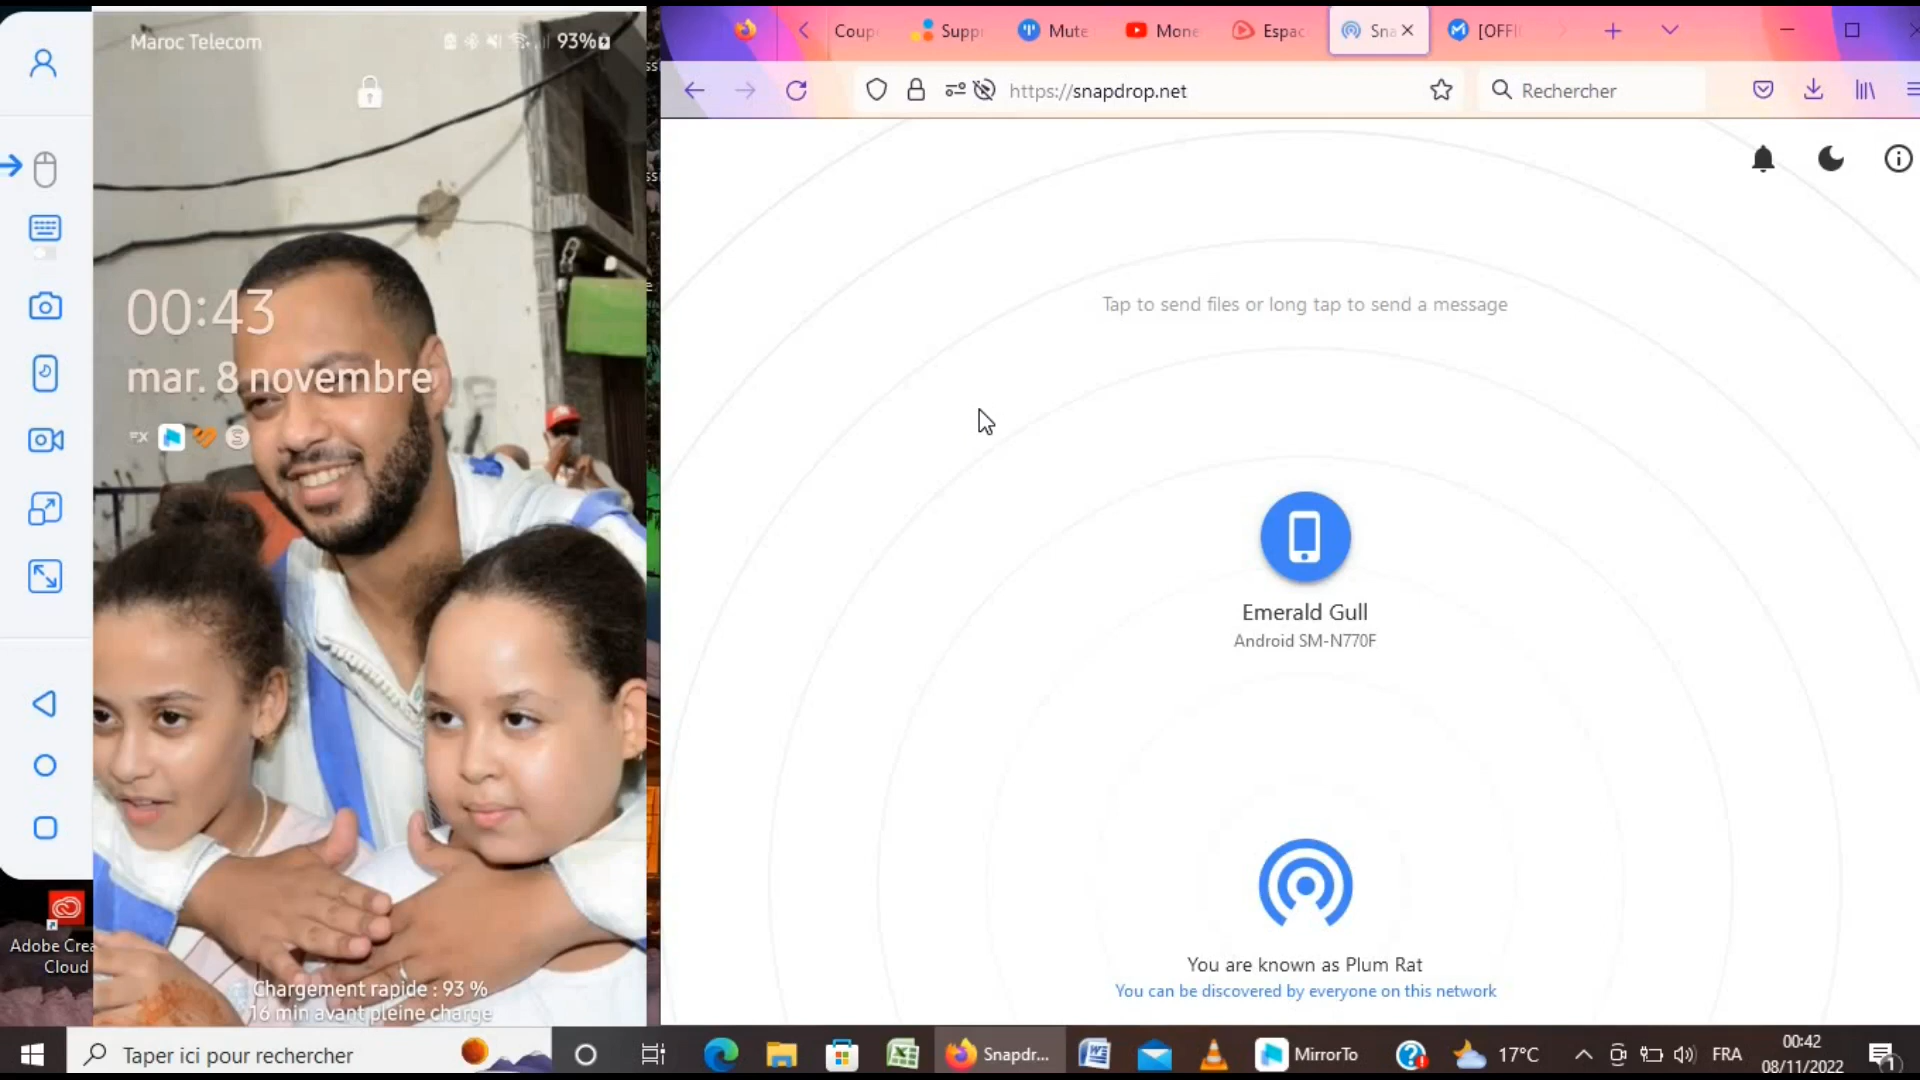 Maroc Telecom
93%
00:43
mar. 8 novembre
Chargement rapide : 93 %
16 min avant pleine charge
Adobe Crea
Cloud
Coup
Supp
Mute
Mone
Espac
Sna
[OFFI
https://snapdrop.net
Rechercher
Tap to send files or long tap to send a message
Emerald Gull
Android SM-N770F
You are known as Plum Rat
You can be discovered by everyone on this network
Taper ici pour rechercher
Snapdr...
MirrorTo
17°C
FRA
00:42
08/11/2022
1